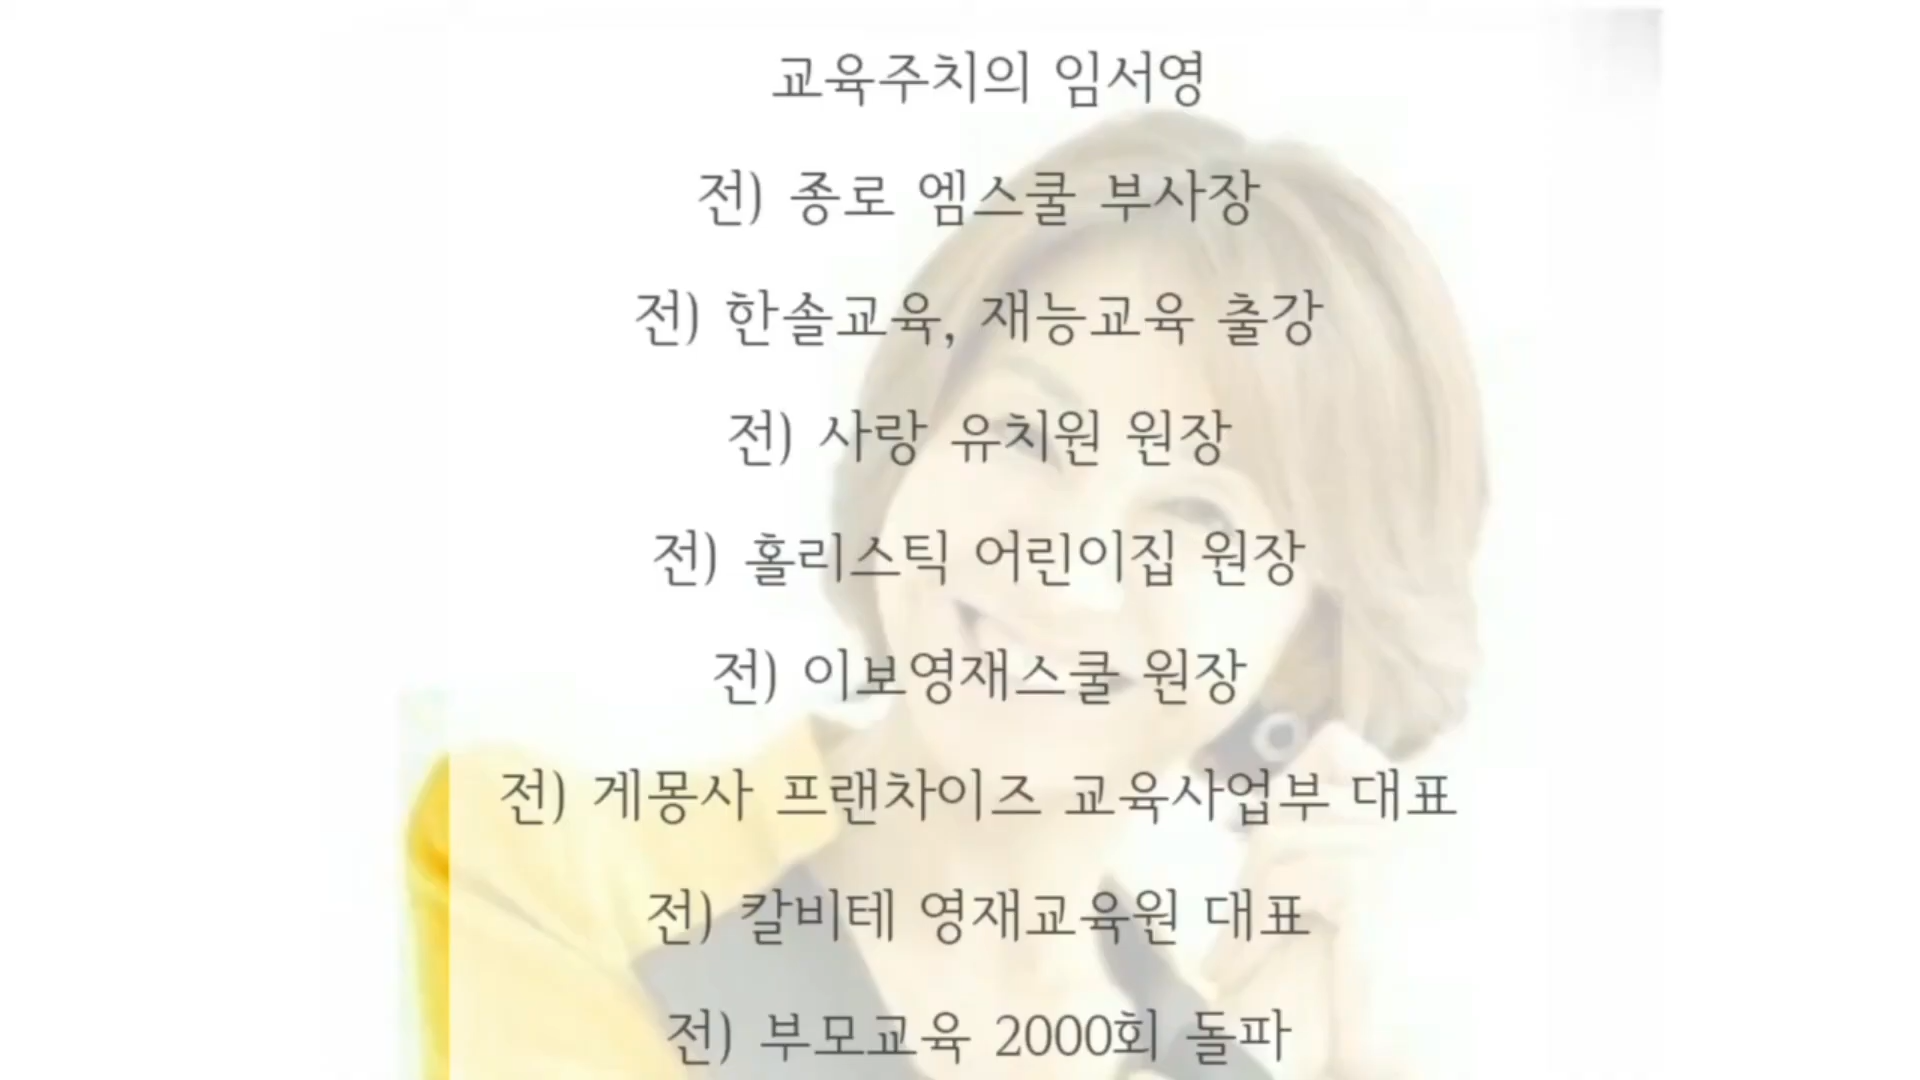 교육주치의 임서영
전) 종로 엠스쿨 부사장
전) 한솔교육, 재능교육 출강
전) 사랑 유치원 원장
전) 홀리스틱 어린이집 원장
전) 이보영재스쿨 원장
전) 게몽사 프랜차이즈 교육사업부 대표
전) 칼비테 영재교육원 대표
전) 부모교육 2000회 돌파